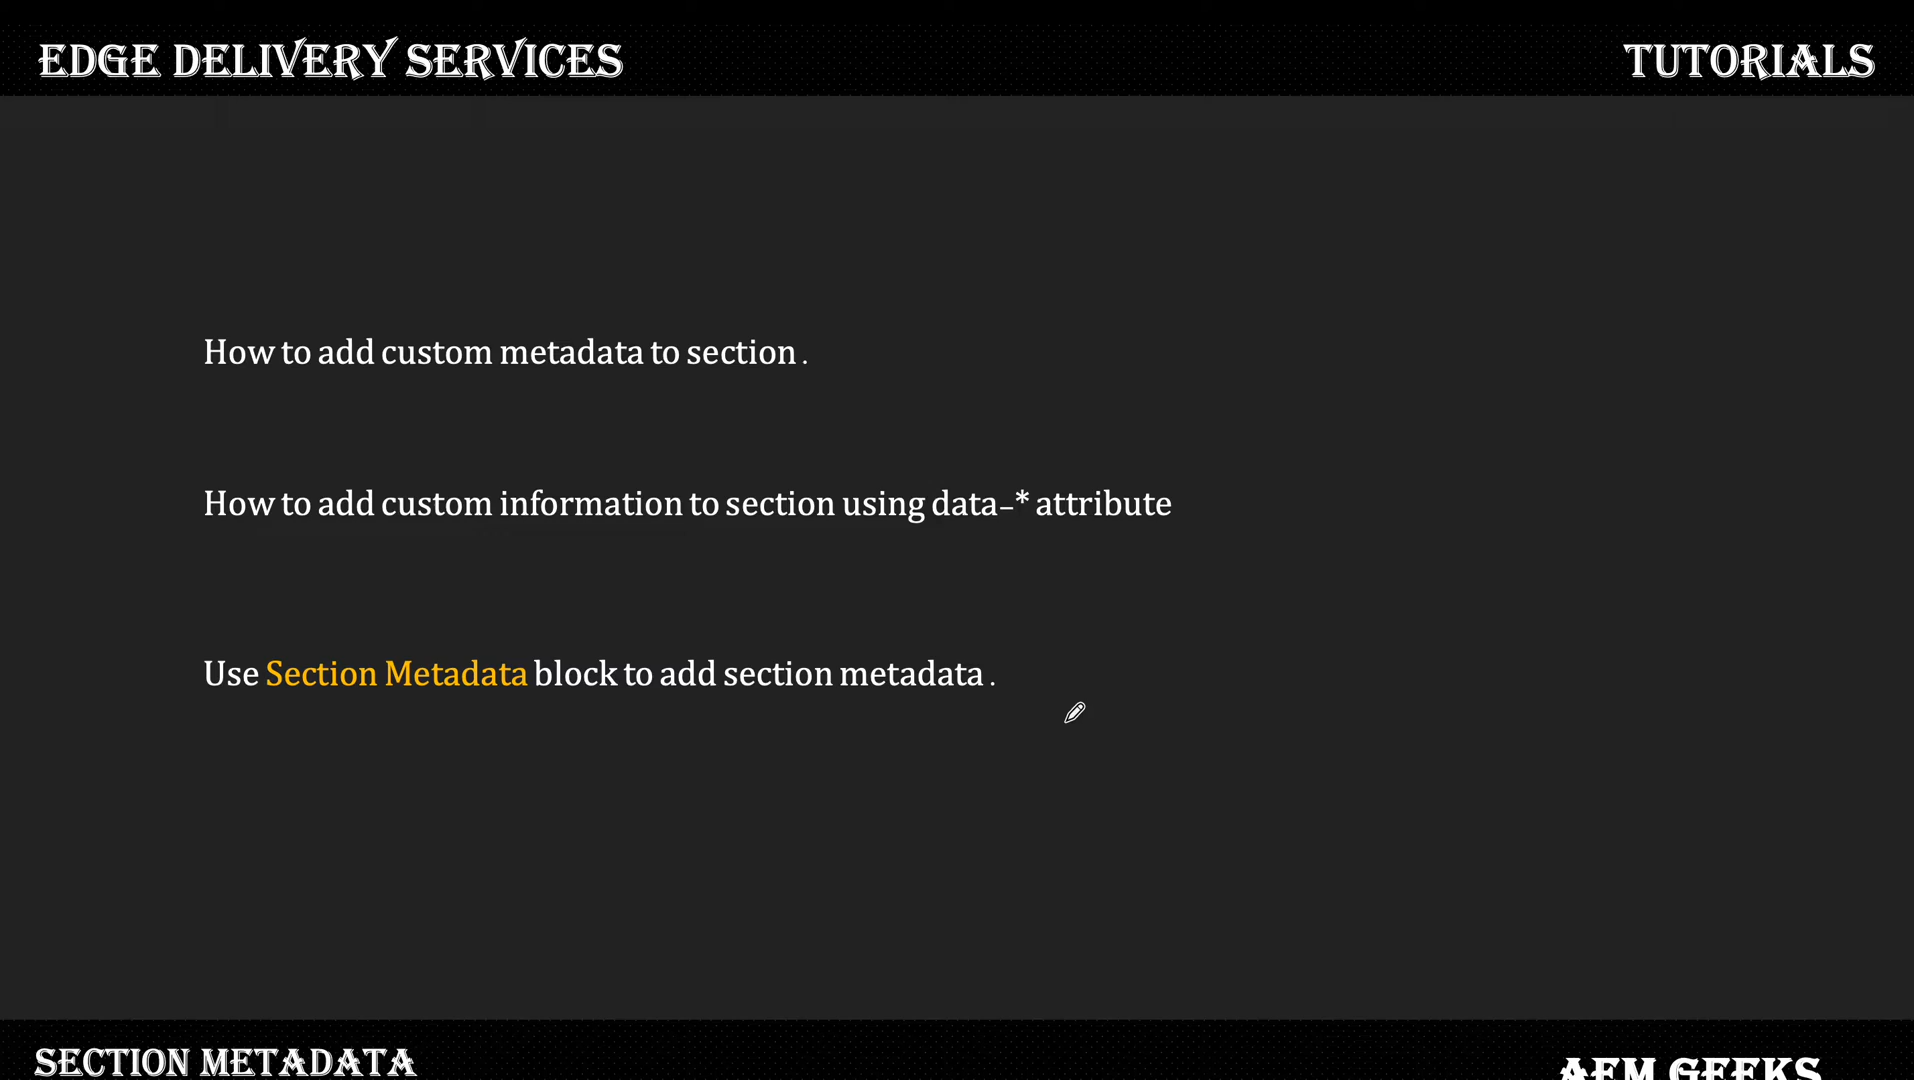 EDGE DELIVERY SERVICES
TUTORIALS
How to add custom metadata to section .
How to add custom information to section using data-* attribute
Use Section Metadata block to add section metadata .
SECTION METADATA
AEM GEEKS